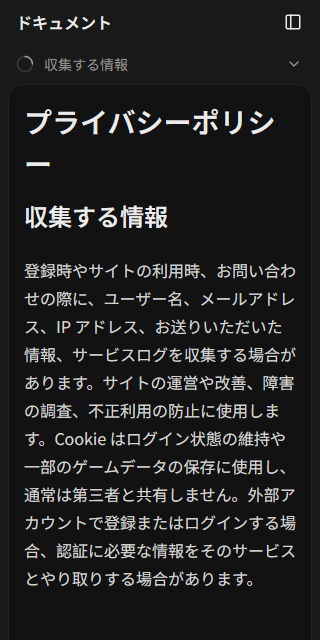 ドキュメント
収集する情報
プライバシーポリシ
ー
収集する情報
登録時やサイトの利用時、お問い合わ
せの際に、ユーザー名、メールアドレ
ス、IP アドレス、お送りいただいた
情報、サービスログを収集する場合が
あります。サイトの運営や改善、障害
の調査、不正利用の防止に使用しま
す。Cookie はログイン状態の維持や
一部のゲームデータの保存に使用し、
通常は第三者と共有しません。外部ア
カウントで登録またはログインする場
合、認証に必要な情報をそのサービス
とやり取りする場合があります。